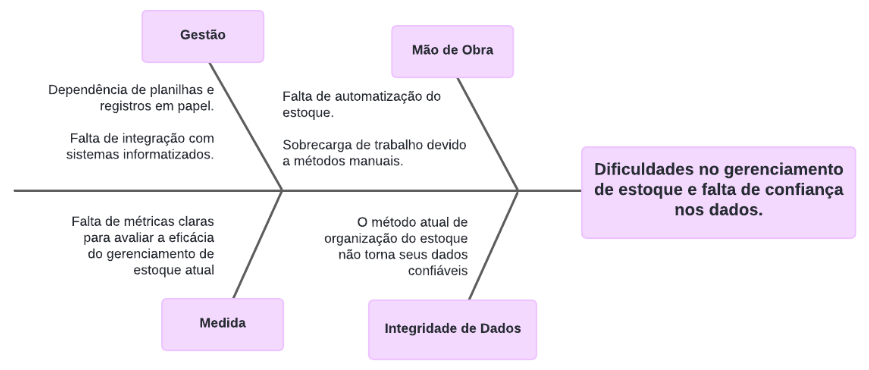 Gestão
Mão de Obra
Dependência de planilhas e
registros em papel.
Falta de integração com
sistemas informatizados.
Falta de automatização do
estoque.
Sobrecarga de trabalho devido
a métodos manuais.
Dificuldades no gerenciamento
de estoque e falta de confiança
nos dados.
Falta de métricas claras
para avaliar a eficácia
do gerenciamento de
estoque atual
O método atual de
organização do estoque
não torna seus dados
confiáveis
Medida
Integridade de Dados